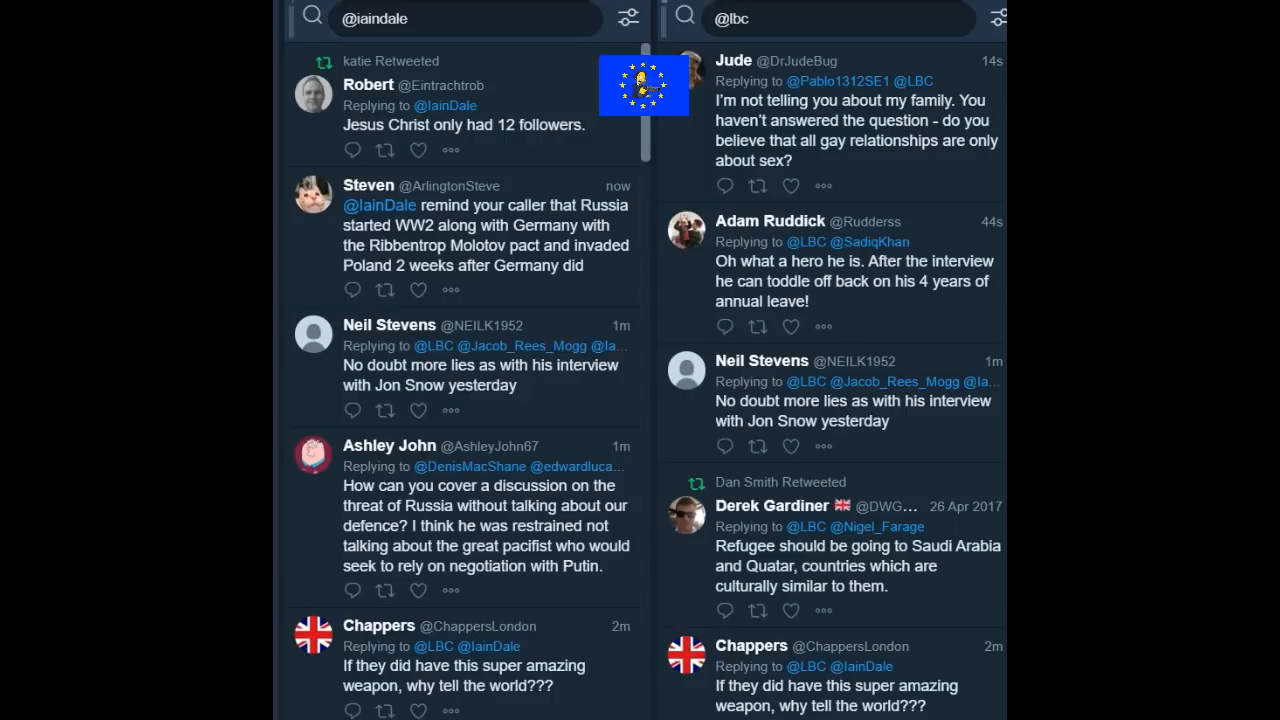 @iaindale
katie Retweeted
Robert @Eintrachtrob
Replying to @IainDale
Jesus Christ only had 12 followers.
Steven @ArlingtonSteve now
@IainDale remind your caller that Russia
started WW2 along with Germany with
the Ribbentrop Molotov pact and invaded
Poland 2 weeks after Germany did
Neil Stevens @NEILK1952 1m
Replying to @LBC @Jacob_Rees_Mogg @Ia...
No doubt more lies as with his interview
with Jon Snow yesterday
Ashley John @AshleyJohn67 1m
Replying to @DenisMacShane @edwardluca...
How can you cover a discussion on the
threat of Russia without talking about our
defence? I think he was restrained not
talking about the great pacifist who would
seek to rely on negotiation with Putin.
Chappers @ChappersLondon 2m
Replying to @LBC @IainDale
If they did have this super amazing
weapon, why tell the world???
@lbc
Jude @DrJudeBug 14s
Replying to @Pablo1312SE1 @LBC
I'm not telling you about my family. You
haven't answered the question - do you
believe that all gay relationships are only
about sex?
Adam Ruddick @Rudderss 44s
Replying to @LBC @SadiqKhan
Oh what a hero he is. After the interview
he can toddle off back on his 4 years of
annual leave!
Neil Stevens @NEILK1952 1m
Replying to @LBC @Jacob_Rees_Mogg @Ia...
No doubt more lies as with his interview
with Jon Snow yesterday
Dan Smith Retweeted
Derek Gardiner @DWG... 26 Apr 2017
Replying to @LBC @Nigel_Farage
Refugee should be going to Saudi Arabia
and Quatar, countries which are
culturally similar to them.
Chappers @ChappersLondon 2m
Replying to @LBC @IainDale
If they did have this super amazing
weapon, why tell the world???